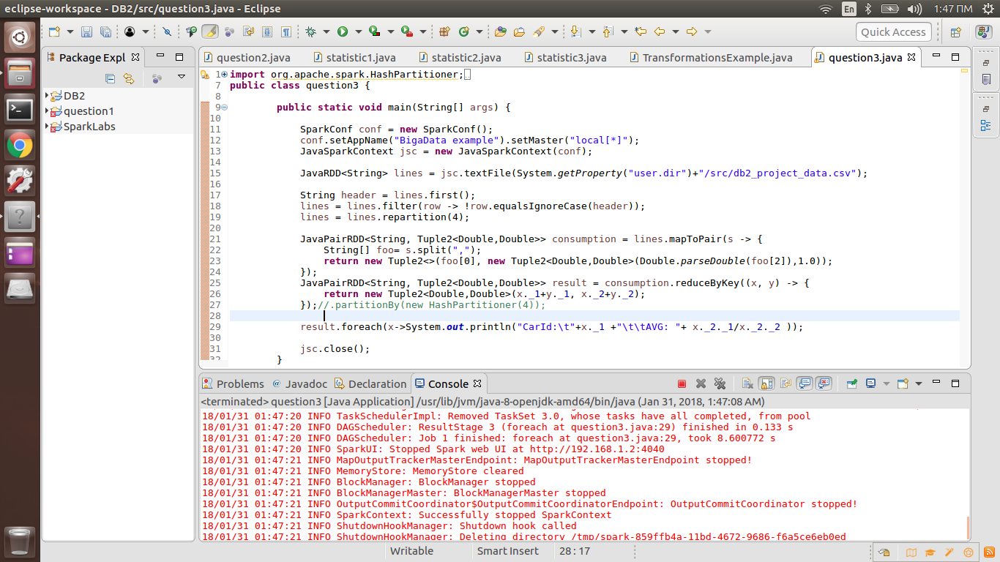 eclipse-workspace - DB2/src/question3.java - Eclipse
En
1:47 ΠΜ
Quick Access
Package Expl
DB2
question1
SparkLabs
question2.java
statistic1.java
statistic2.java
statistic3.java
TransformationsExample.java
question3.java
1 import org.apache.spark.HashPartitioner;
7 public class question3 {
8
9 public static void main(String[] args) {
10
11 SparkConf conf = new SparkConf();
12 conf.setAppName("BigaData example").setMaster("local[*]");
13 JavaSparkContext jsc = new JavaSparkContext(conf);
14
15 JavaRDD<String> lines = jsc.textFile(System.getProperty("user.dir")+"/src/db2_project_data.csv");
16
17 String header = lines.first();
18 lines = lines.filter(row -> !row.equalsIgnoreCase(header));
19 lines = lines.repartition(4);
20
21 JavaPairRDD<String, Tuple2<Double,Double>> consumption = lines.mapToPair(s -> {
22 String[] foo= s.split(",");
23 return new Tuple2<>(foo[0], new Tuple2<Double,Double>(Double.parseDouble(foo[2]),1.0));
24 });
25 JavaPairRDD<String, Tuple2<Double,Double>> result = consumption.reduceByKey((x, y) -> {
26 return new Tuple2<Double,Double>(x._1+y._1, x._2+y._2);
27 });//.partitionBy(new HashPartitioner(4));
28
29 result.foreach(x->System.out.println("CarId:\t"+x._1 +"\t\tAVG: "+ x._2._1/x._2._2 ));
30
31 jsc.close();
32 }
Problems
@ Javadoc
Declaration
Console
<terminated> question3 [Java Application] /usr/lib/jvm/java-8-openjdk-amd64/bin/java (Jan 31, 2018, 1:47:08 AM)
18/01/31 01:47:20 INFO TaskSchedulerImpl: Removed TaskSet 3.0, whose tasks have all completed, from pool
18/01/31 01:47:20 INFO DAGScheduler: ResultStage 3 (foreach at question3.java:29) finished in 0.133 s
18/01/31 01:47:20 INFO DAGScheduler: Job 1 finished: foreach at question3.java:29, took 8.600772 s
18/01/31 01:47:20 INFO SparkUI: Stopped Spark web UI at http://192.168.1.2:4040
18/01/31 01:47:21 INFO MapOutputTrackerMasterEndpoint: MapOutputTrackerMasterEndpoint stopped!
18/01/31 01:47:21 INFO MemoryStore: MemoryStore cleared
18/01/31 01:47:21 INFO BlockManager: BlockManager stopped
18/01/31 01:47:21 INFO BlockManagerMaster: BlockManagerMaster stopped
18/01/31 01:47:21 INFO OutputCommitCoordinator$OutputCommitCoordinatorEndpoint: OutputCommitCoordinator stopped!
18/01/31 01:47:21 INFO SparkContext: Successfully stopped SparkContext
18/01/31 01:47:21 INFO ShutdownHookManager: Shutdown hook called
18/01/31 01:47:21 INFO ShutdownHookManager: Deleting directory /tmp/spark-859ffb4a-11bd-4672-9686-f6a5ce6eb0ed
Writable
Smart Insert
28 : 17